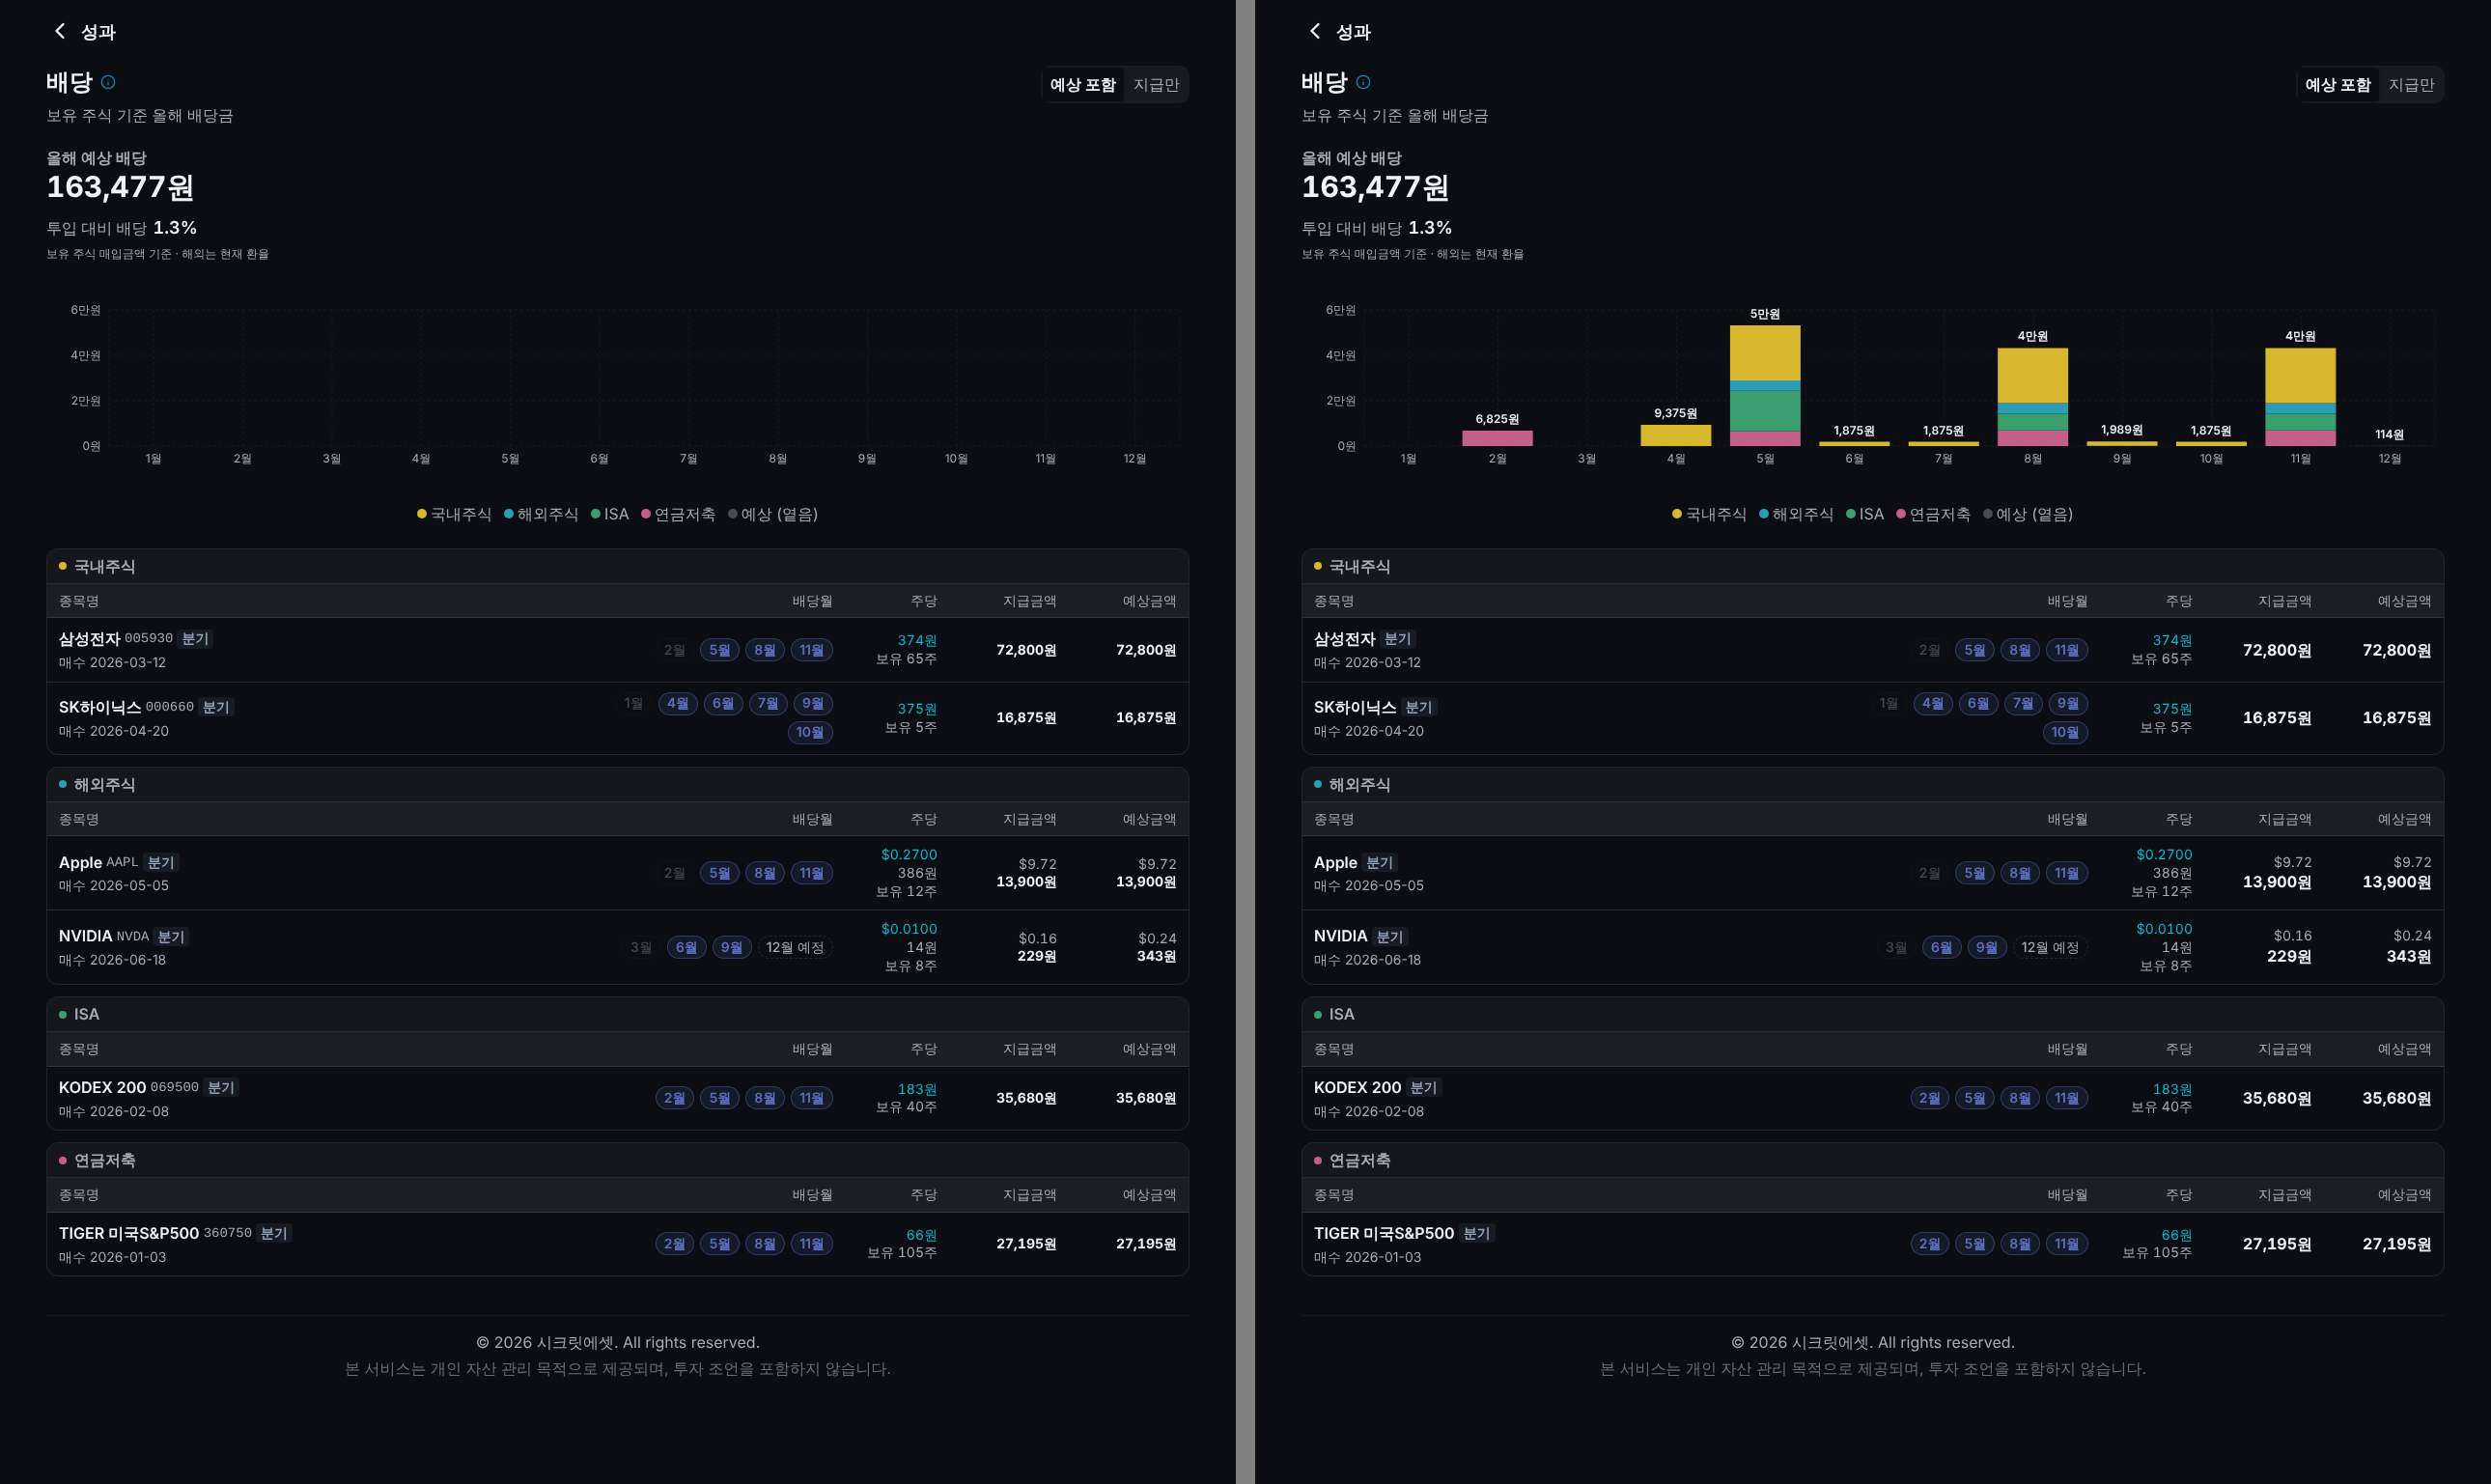 성과
배당
예상 포함 지급만
보유 주식 기준 올해 배당금
올해 예상 배당
163,477원
투입 대비 배당 1.3%
보유 주식 매입금액 기준 · 해외는 현재 환율
6만원
4만원
2만원
0원
1월 2월 3월 4월 5월 6월 7월 8월 9월 10월 11월 12월
국내주식 해외주식 ISA 연금저축 예상 (옅음)
국내주식
종목명 배당월 주당 지급금액 예상금액
삼성전자 005930 분기
매수 2026-03-12
2월 5월 8월 11월
374원
보유 65주
72,800원 72,800원
SK하이닉스 000660 분기
매수 2026-04-20
1월 4월 6월 7월 9월
10월
375원
보유 5주
16,875원 16,875원
해외주식
종목명 배당월 주당 지급금액 예상금액
Apple AAPL 분기
매수 2026-05-05
2월 5월 8월 11월
$0.2700
386원
보유 12주
$9.72 $9.72
13,900원 13,900원
NVIDIA NVDA 분기
매수 2026-06-18
3월 6월 9월 12월 예정
$0.0100
14원
보유 8주
$0.16 $0.24
229원 343원
ISA
종목명 배당월 주당 지급금액 예상금액
KODEX 200 069500 분기
매수 2026-02-08
2월 5월 8월 11월
183원
보유 40주
35,680원 35,680원
연금저축
종목명 배당월 주당 지급금액 예상금액
TIGER 미국S&P500 360750 분기
매수 2026-01-03
2월 5월 8월 11월
66원
보유 105주
27,195원 27,195원
© 2026 시크릿에셋. All rights reserved.
본 서비스는 개인 자산 관리 목적으로 제공되며, 투자 조언을 포함하지 않습니다.
성과
배당
예상 포함 지급만
보유 주식 기준 올해 배당금
올해 예상 배당
163,477원
투입 대비 배당 1.3%
보유 주식 매입금액 기준 · 해외는 현재 환율
6만원
4만원
2만원
0원
6,825원 9,375원 5만원 1,875원 1,875원 4만원 1,989원 1,875원 4만원 114원
1월 2월 3월 4월 5월 6월 7월 8월 9월 10월 11월 12월
국내주식 해외주식 ISA 연금저축 예상 (옅음)
국내주식
종목명 배당월 주당 지급금액 예상금액
삼성전자 분기
매수 2026-03-12
2월 5월 8월 11월
374원
보유 65주
72,800원 72,800원
SK하이닉스 분기
매수 2026-04-20
1월 4월 6월 7월 9월
10월
375원
보유 5주
16,875원 16,875원
해외주식
종목명 배당월 주당 지급금액 예상금액
Apple 분기
매수 2026-05-05
2월 5월 8월 11월
$0.2700
386원
보유 12주
$9.72 $9.72
13,900원 13,900원
NVIDIA 분기
매수 2026-06-18
3월 6월 9월 12월 예정
$0.0100
14원
보유 8주
$0.16 $0.24
229원 343원
ISA
종목명 배당월 주당 지급금액 예상금액
KODEX 200 분기
매수 2026-02-08
2월 5월 8월 11월
183원
보유 40주
35,680원 35,680원
연금저축
종목명 배당월 주당 지급금액 예상금액
TIGER 미국S&P500 분기
매수 2026-01-03
2월 5월 8월 11월
66원
보유 105주
27,195원 27,195원
© 2026 시크릿에셋. All rights reserved.
본 서비스는 개인 자산 관리 목적으로 제공되며, 투자 조언을 포함하지 않습니다.